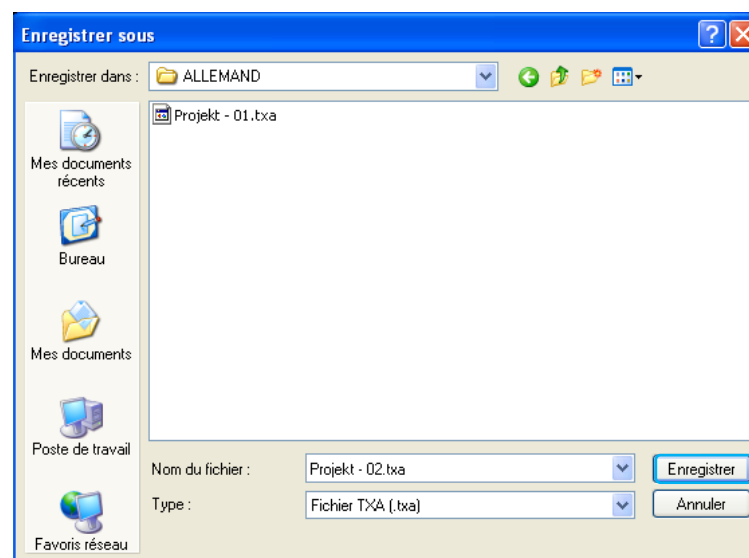 Enregistrer sous
Enregistrer dans :
ALLEMAND
Projekt - 01.txa
Mes documents
récents
Bureau
Mes documents
Poste de travail
Favoris réseau
Nom du fichier :
Projekt - 02.txa
Enregistrer
Type :
Fichier TXA (.txa)
Annuler